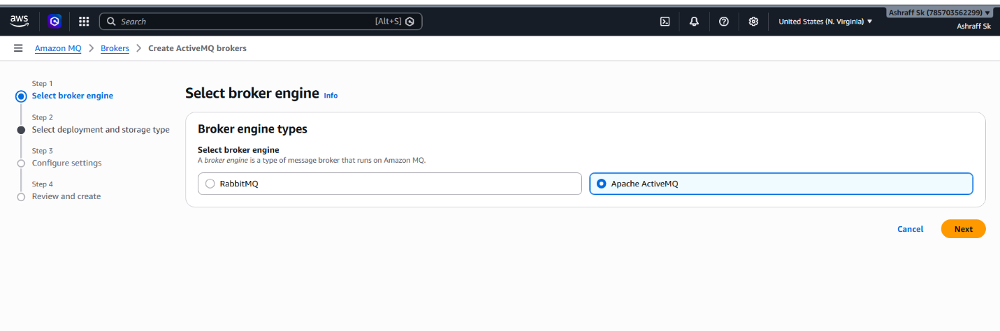 aws
Search
[Alt+S]
United States (N. Virginia) ▼
Ashraff Sk (785703562299) ▼
Ashraff Sk
Amazon MQ > Brokers > Create ActiveMQ brokers
Step 1
Select broker engine
Step 2
Select deployment and storage type
Step 3
Configure settings
Step 4
Review and create
Select broker engine Info
Broker engine types
Select broker engine
A broker engine is a type of message broker that runs on Amazon MQ.
RabbitMQ
Apache ActiveMQ
Cancel
Next